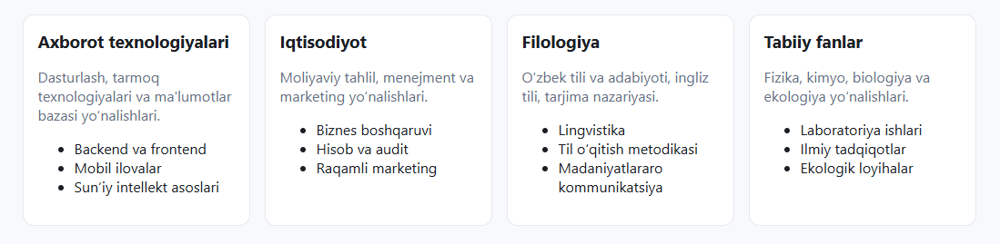 Axborot texnologiyalari
Dasturlash, tarmoq
texnologiyalari va ma'lumotlar
bazasi yo‘nalishlari.
• Backend va frontend
• Mobil ilovalar
• Sun’iy intellekt asoslari
Iqtisodiyot
Moliyaviy tahlil, menejment va
marketing yo‘nalishlari.
• Biznes boshqaruvi
• Hisob va audit
• Raqamli marketing
Filologiya
O‘zbek tili va adabiyoti, ingliz
tili, tarjima nazariyasi.
• Lingvistika
• Til o‘qitish metodikasi
• Madaniyatlararo
kommunikatsiya
Tabiiy fanlar
Fizika, kimyo, biologiya va
ekologiya yo‘nalishlari.
• Laboratoriya ishlari
• Ilmiy tadqiqotlar
• Ekologik loyihalar